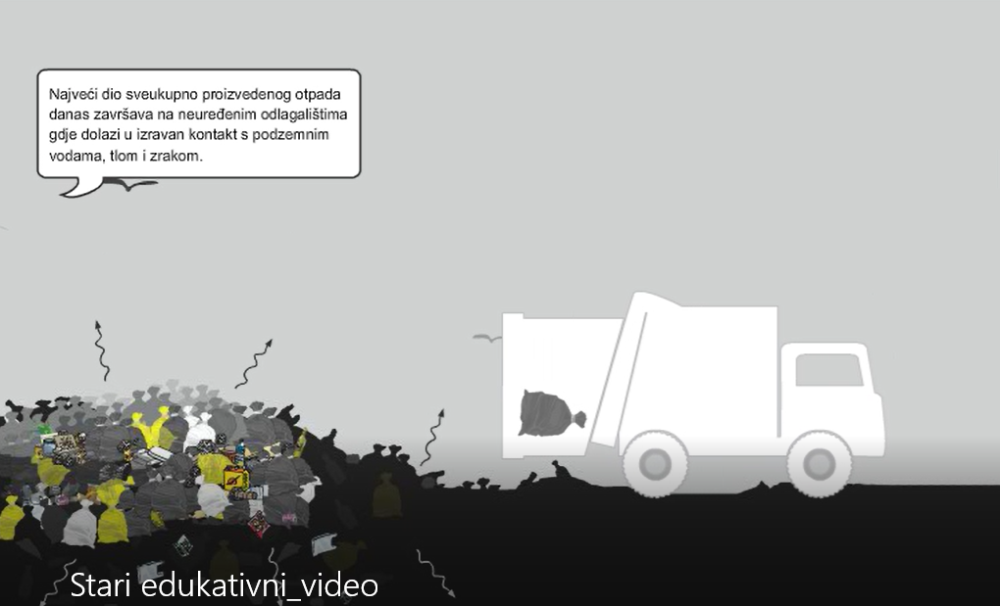 Najveći dio sveukupno proizvedenog otpada
danas završava na neuređenim odlagalištima
gdje dolazi u izravan kontakt s podzemnim
vodama, tlom i zrakom.
Stari edukativni_video